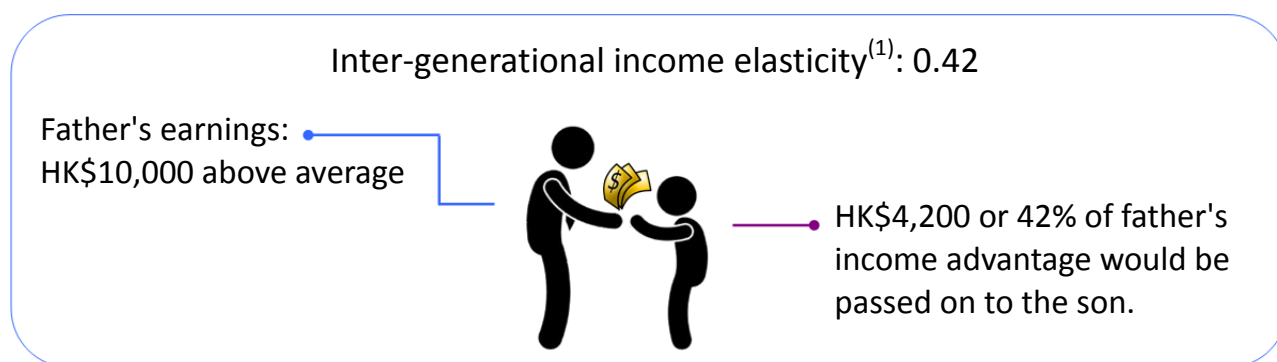 Inter-generational income elasticity(1): 0.42
Father's earnings:
HK$10,000 above average
$
HK$4,200 or 42% of father's
income advantage would be
passed on to the son.